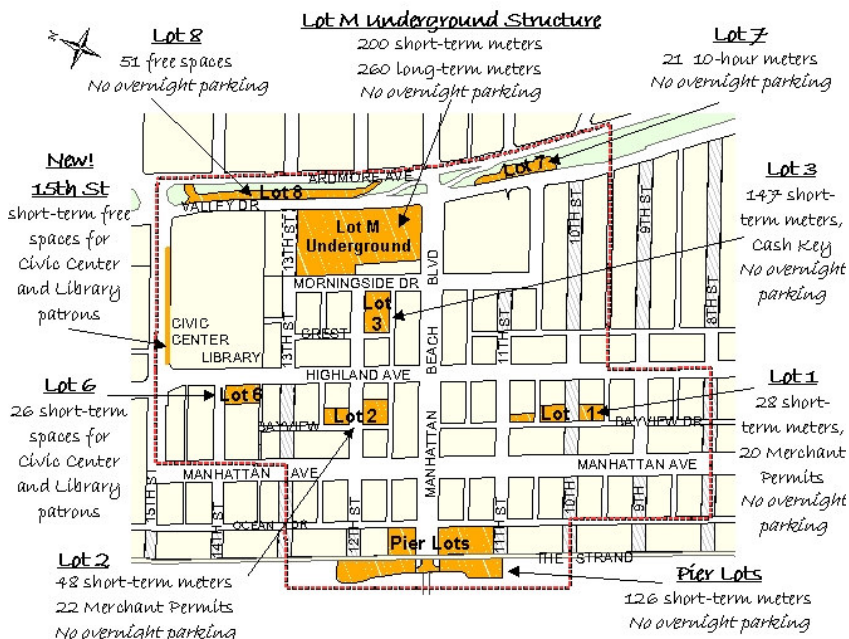 Lot M Underground Structure
200 short-term meters
260 long-term meters
No overnight parking
Lot 8
51 free spaces
No overnight parking
Lot 7
21 10-hour meters
No overnight parking
New!
15th St
short-term free
spaces for
Civic Center
and Library
patrons
Lot 3
147 short-
term meters,
Cash Key
No overnight
parking
Lot 6
26 short-term
spaces for
Civic Center
and Library
patrons
Lot 1
28 short-
term meters,
20 Merchant
Permits
No overnight
parking
Lot 2
48 short-term meters
22 Merchant Permits
No overnight parking
Pier Lots
126 short-term meters
No overnight parking
N
ARDMORE AVE
Lot 8
Lot 7
VALLEY DR
13TH ST
Lot M
Underground
10TH ST
9TH ST
8TH ST
MORNINGSIDE DR
MANHATTAN BEACH BLVD
Lot
3
CREST
11TH ST
CIVIC
CENTER
LIBRARY
13TH ST
HIGHLAND AVE
Lot 6
Lot 2
Lot 1
BAYVIEW
BAYVIEW DR
MANHATTAN AVE
MANHATTAN AVE
15TH S
14TH ST
12TH ST
11TH ST
10TH
9TH
OCEAN DR
Pier Lots
THE STRAND